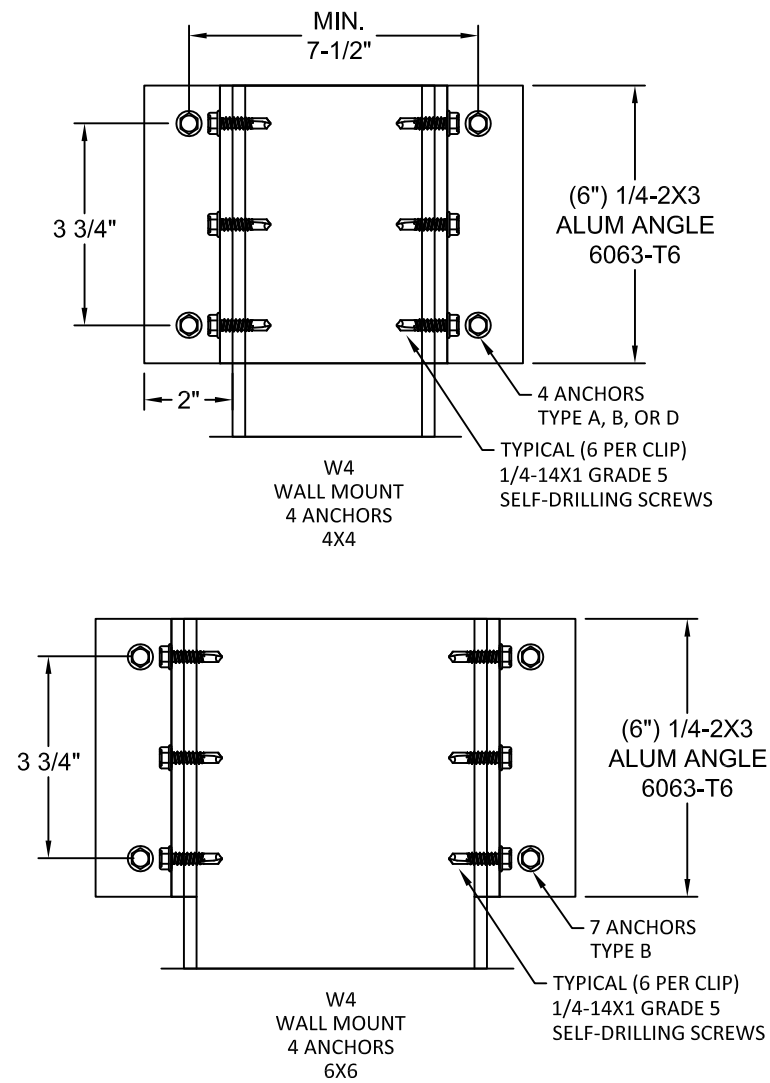 MIN.
7-1/2"
3 3/4"
(6") 1/4-2X3
ALUM ANGLE
6063-T6
2"
4 ANCHORS
TYPE A, B, OR D
TYPICAL (6 PER CLIP)
1/4-14X1 GRADE 5
SELF-DRILLING SCREWS
W4
WALL MOUNT
4 ANCHORS
4X4
3 3/4"
(6") 1/4-2X3
ALUM ANGLE
6063-T6
7 ANCHORS
TYPE B
TYPICAL (6 PER CLIP)
1/4-14X1 GRADE 5
SELF-DRILLING SCREWS
W4
WALL MOUNT
4 ANCHORS
6X6